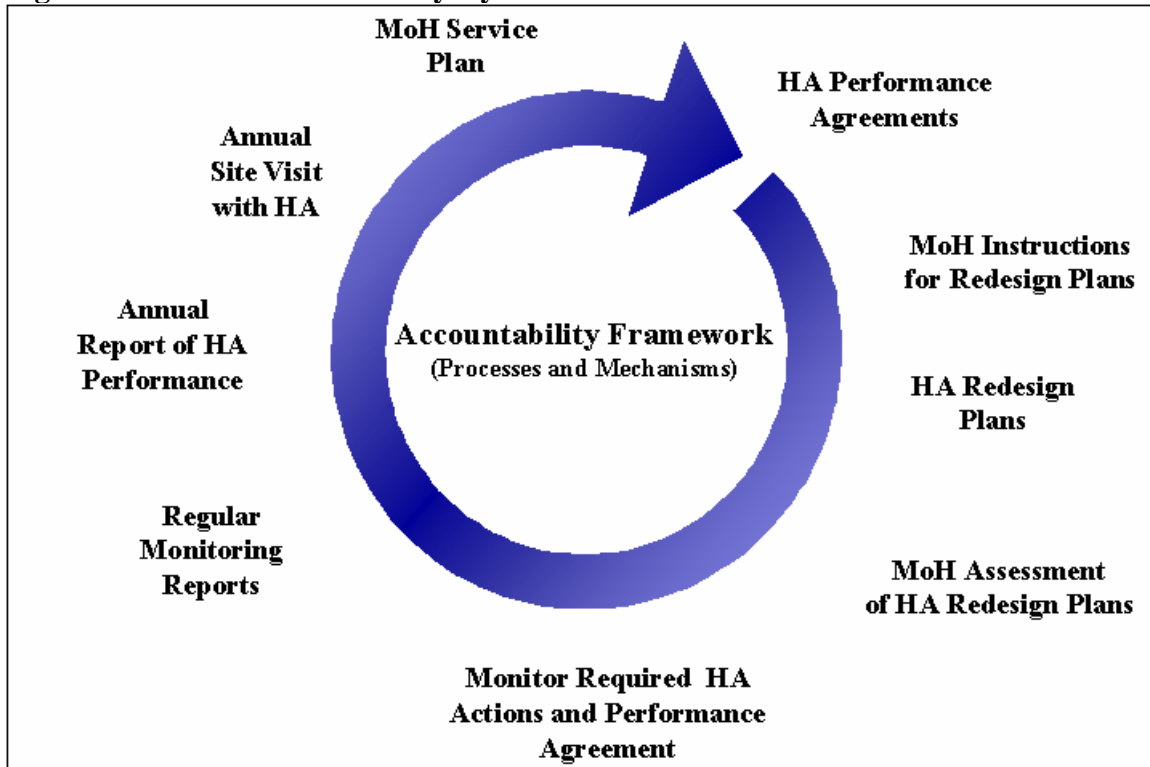 MoH Service
Plan
HA Performance
Agreements
MoH Instructions
for Redesign Plans
HA Redesign
Plans
MoH Assessment
of HA Redesign Plans
Monitor Required HA
Actions and Performance
Agreement
Regular
Monitoring
Reports
Annual
Report of HA
Performance
Annual
Site Visit
with HA
Accountability Framework
(Processes and Mechanisms)